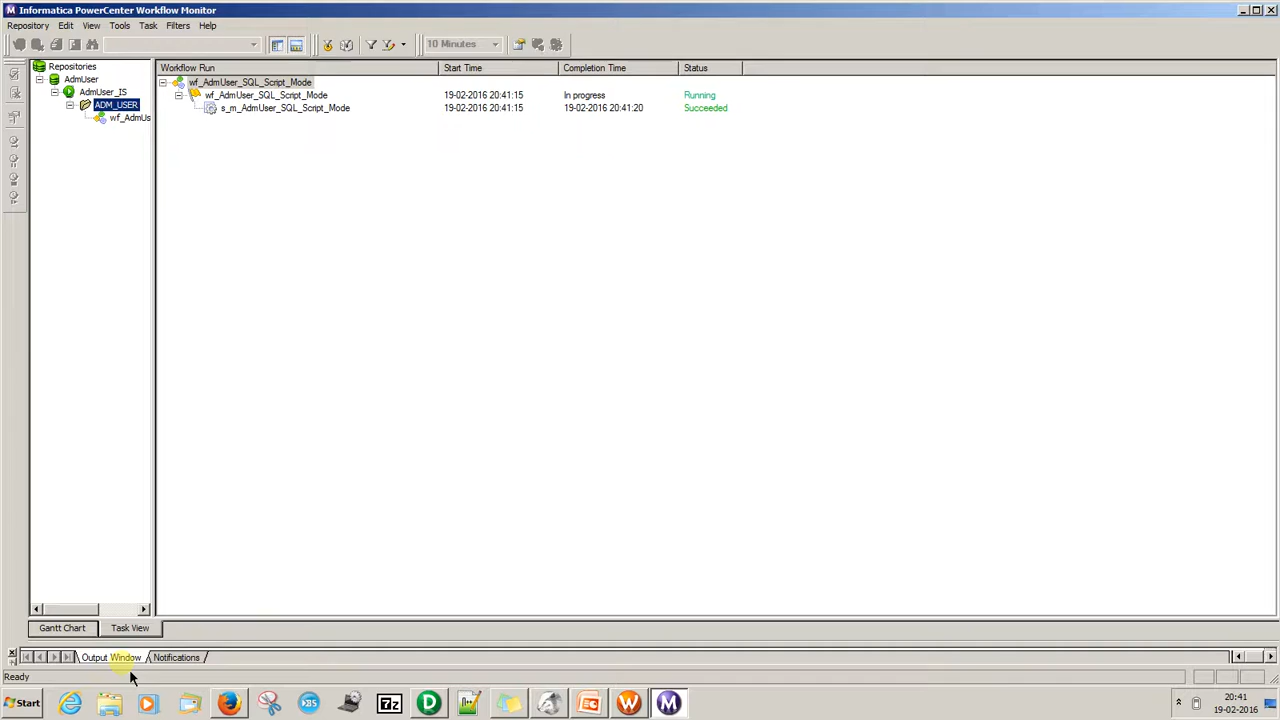 Informatica PowerCenter Workflow Monitor
Repository Edit View Tools Task Filters Help
10 Minutes
Repositories
AdmUser
AdmUser_IS
ADM_USER
wf_AdmUs
Workflow Run Start Time Completion Time Status
wf_AdmUser_SQL_Script_Mode
wf_AdmUser_SQL_Script_Mode 19-02-2016 20:41:15 In progress Running
s_m_AdmUser_SQL_Script_Mode 19-02-2016 20:41:15 19-02-2016 20:41:20 Succeeded
Gantt Chart Task View
Output Window Notifications
Ready
Start 7z D W M 20:41
19-02-2016